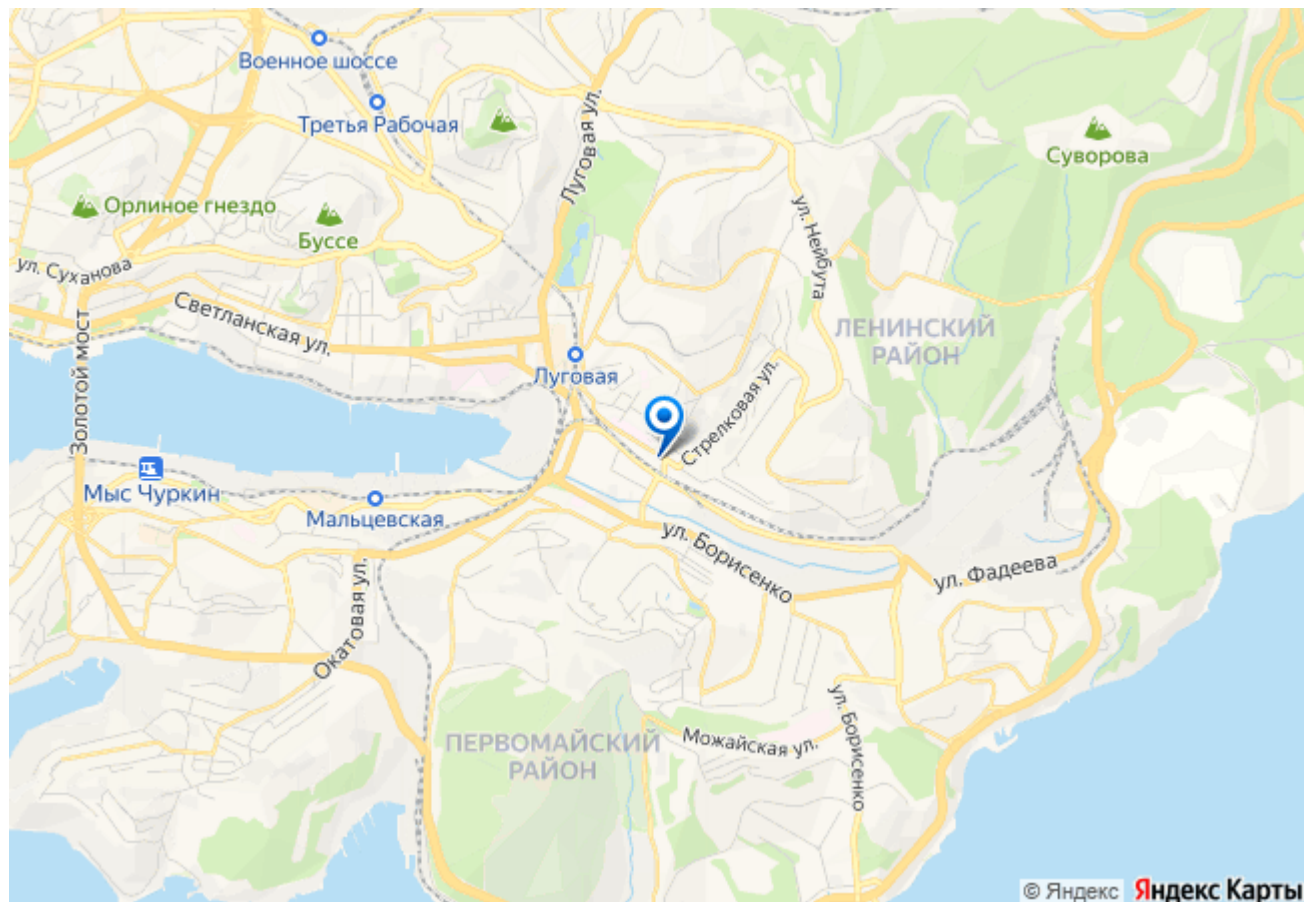 Военное шоссе
Третья Рабочая
Луговая ул.
Суворова
Орлиное гнездо
Буссе
ул. Нейбута
ул. Суханова
Светланская ул.
Золотой мост
ЛЕНИНСКИЙ
РАЙОН
Луговая
Стрелковая ул.
Мыс Чуркин
Мальцевская
ул. Борисенко
ул. Фадеева
Окатовая ул.
ул. Борисенко
ПЕРВОМАЙСКИЙ
РАЙОН
Можайская ул.
© Яндекс Яндекс Карты